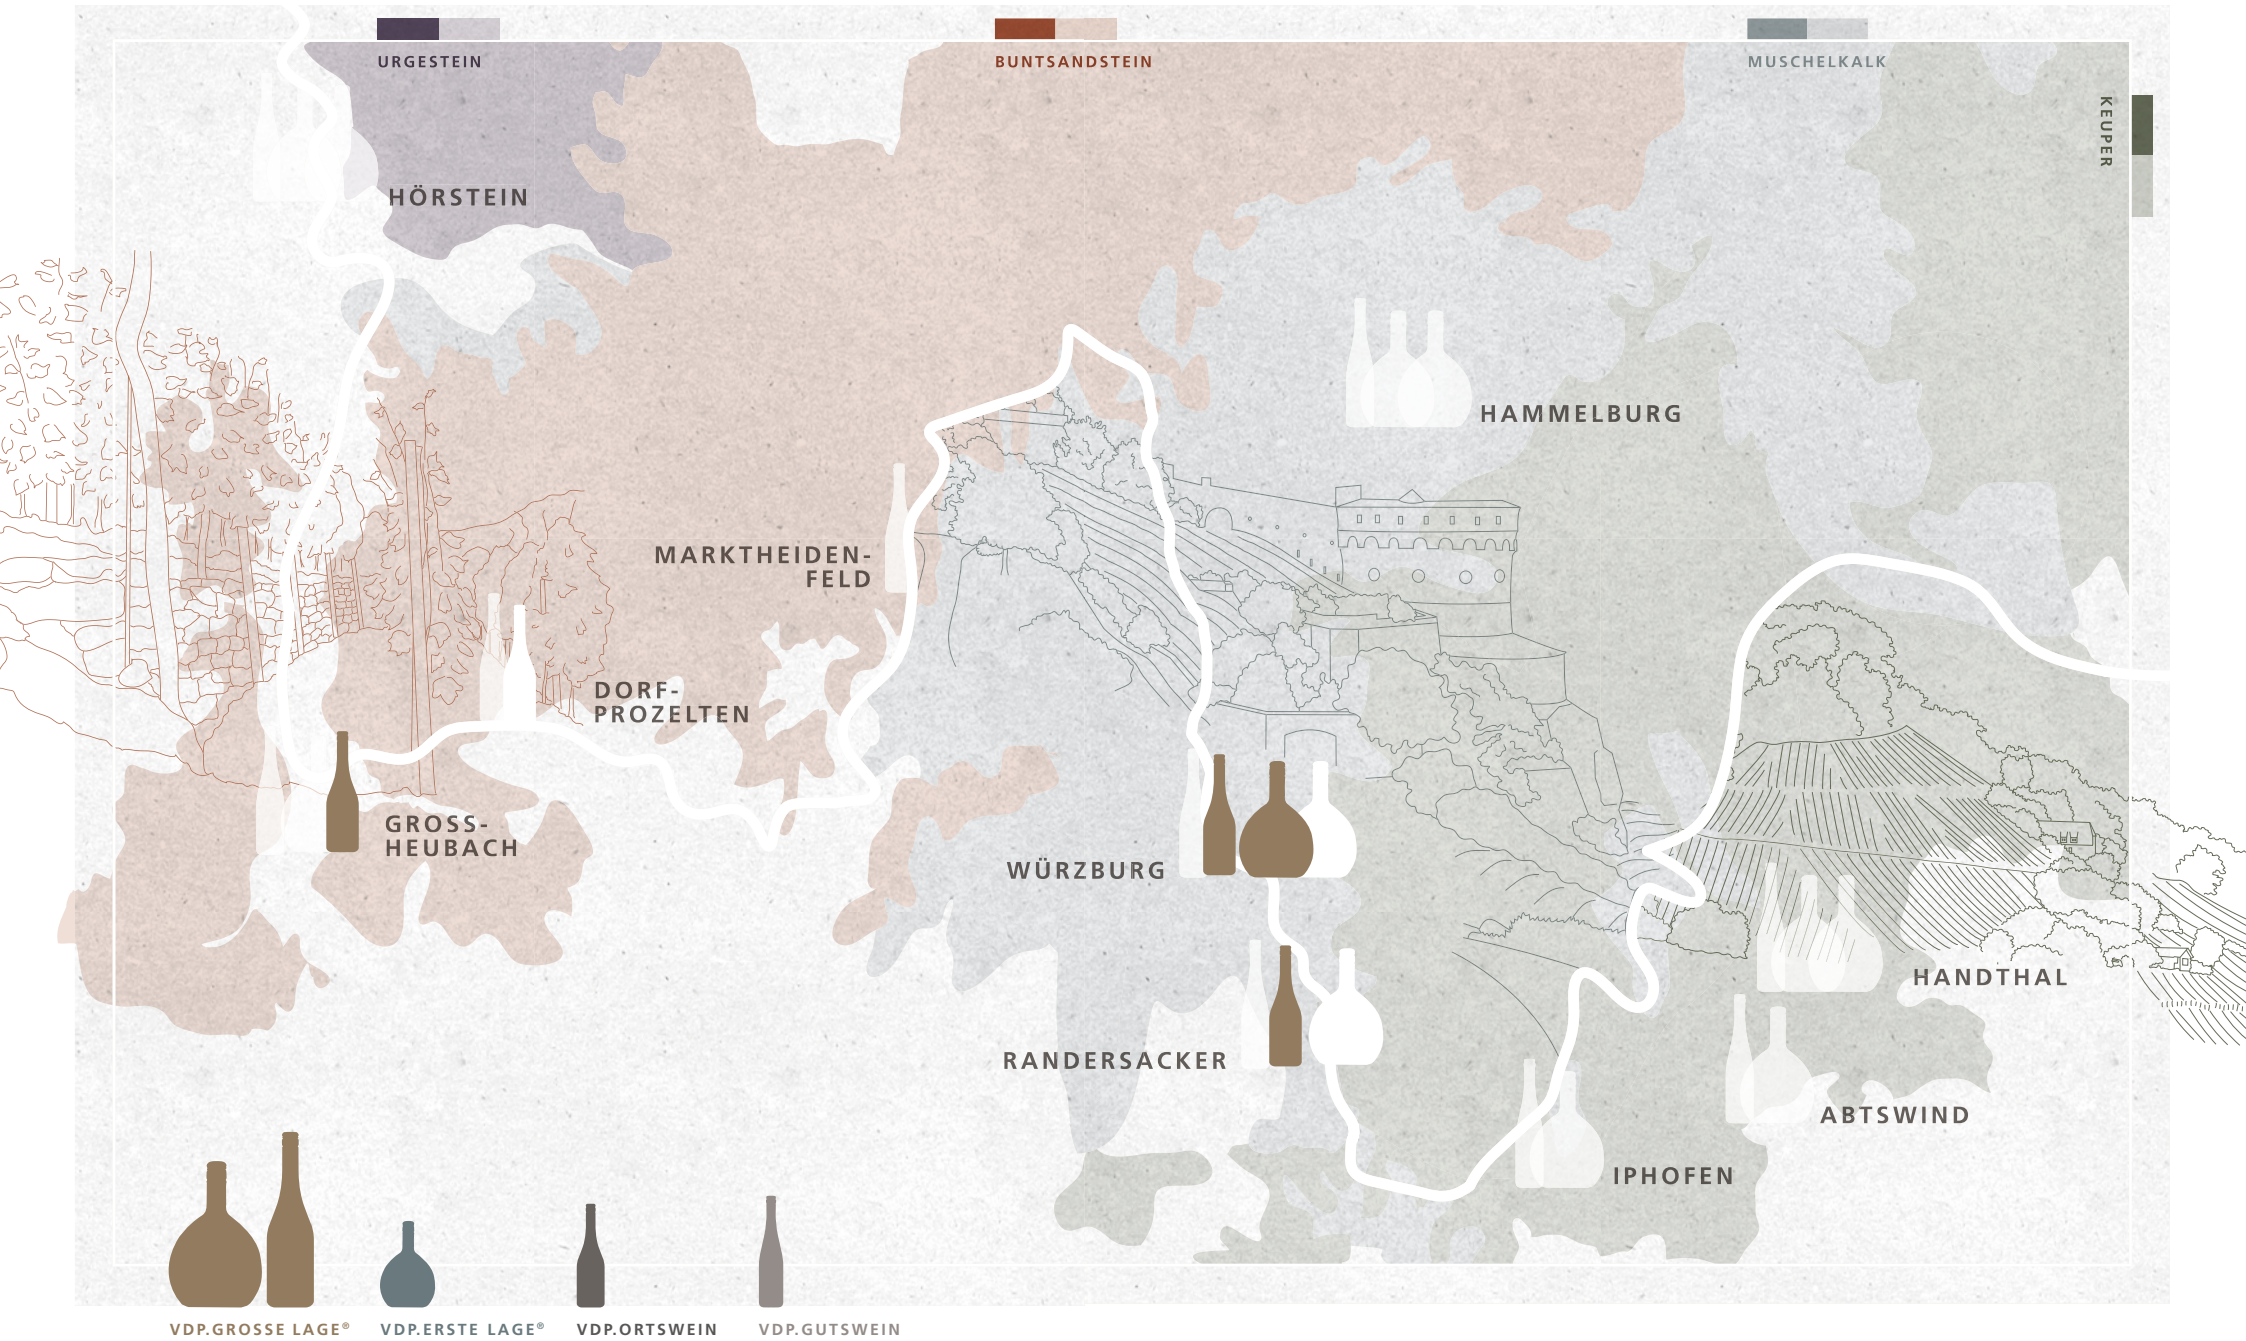 URGESTEIN
BUNTSANDSTEIN
MUSCHELKALK
KEUPER
HÖRSTEIN
HAMMELBURG
MARKTHEIDEN-
FELD
DORF-
PROZELTEN
GROSS-
HEUBACH
WÜRZBURG
HANDTHAL
RANDERSACKER
ABTSWIND
IPHOFEN
VDP.GROSSE LAGE® VDP.ERSTE LAGE® VDP.ORTSWEIN VDP.GUTSWEIN